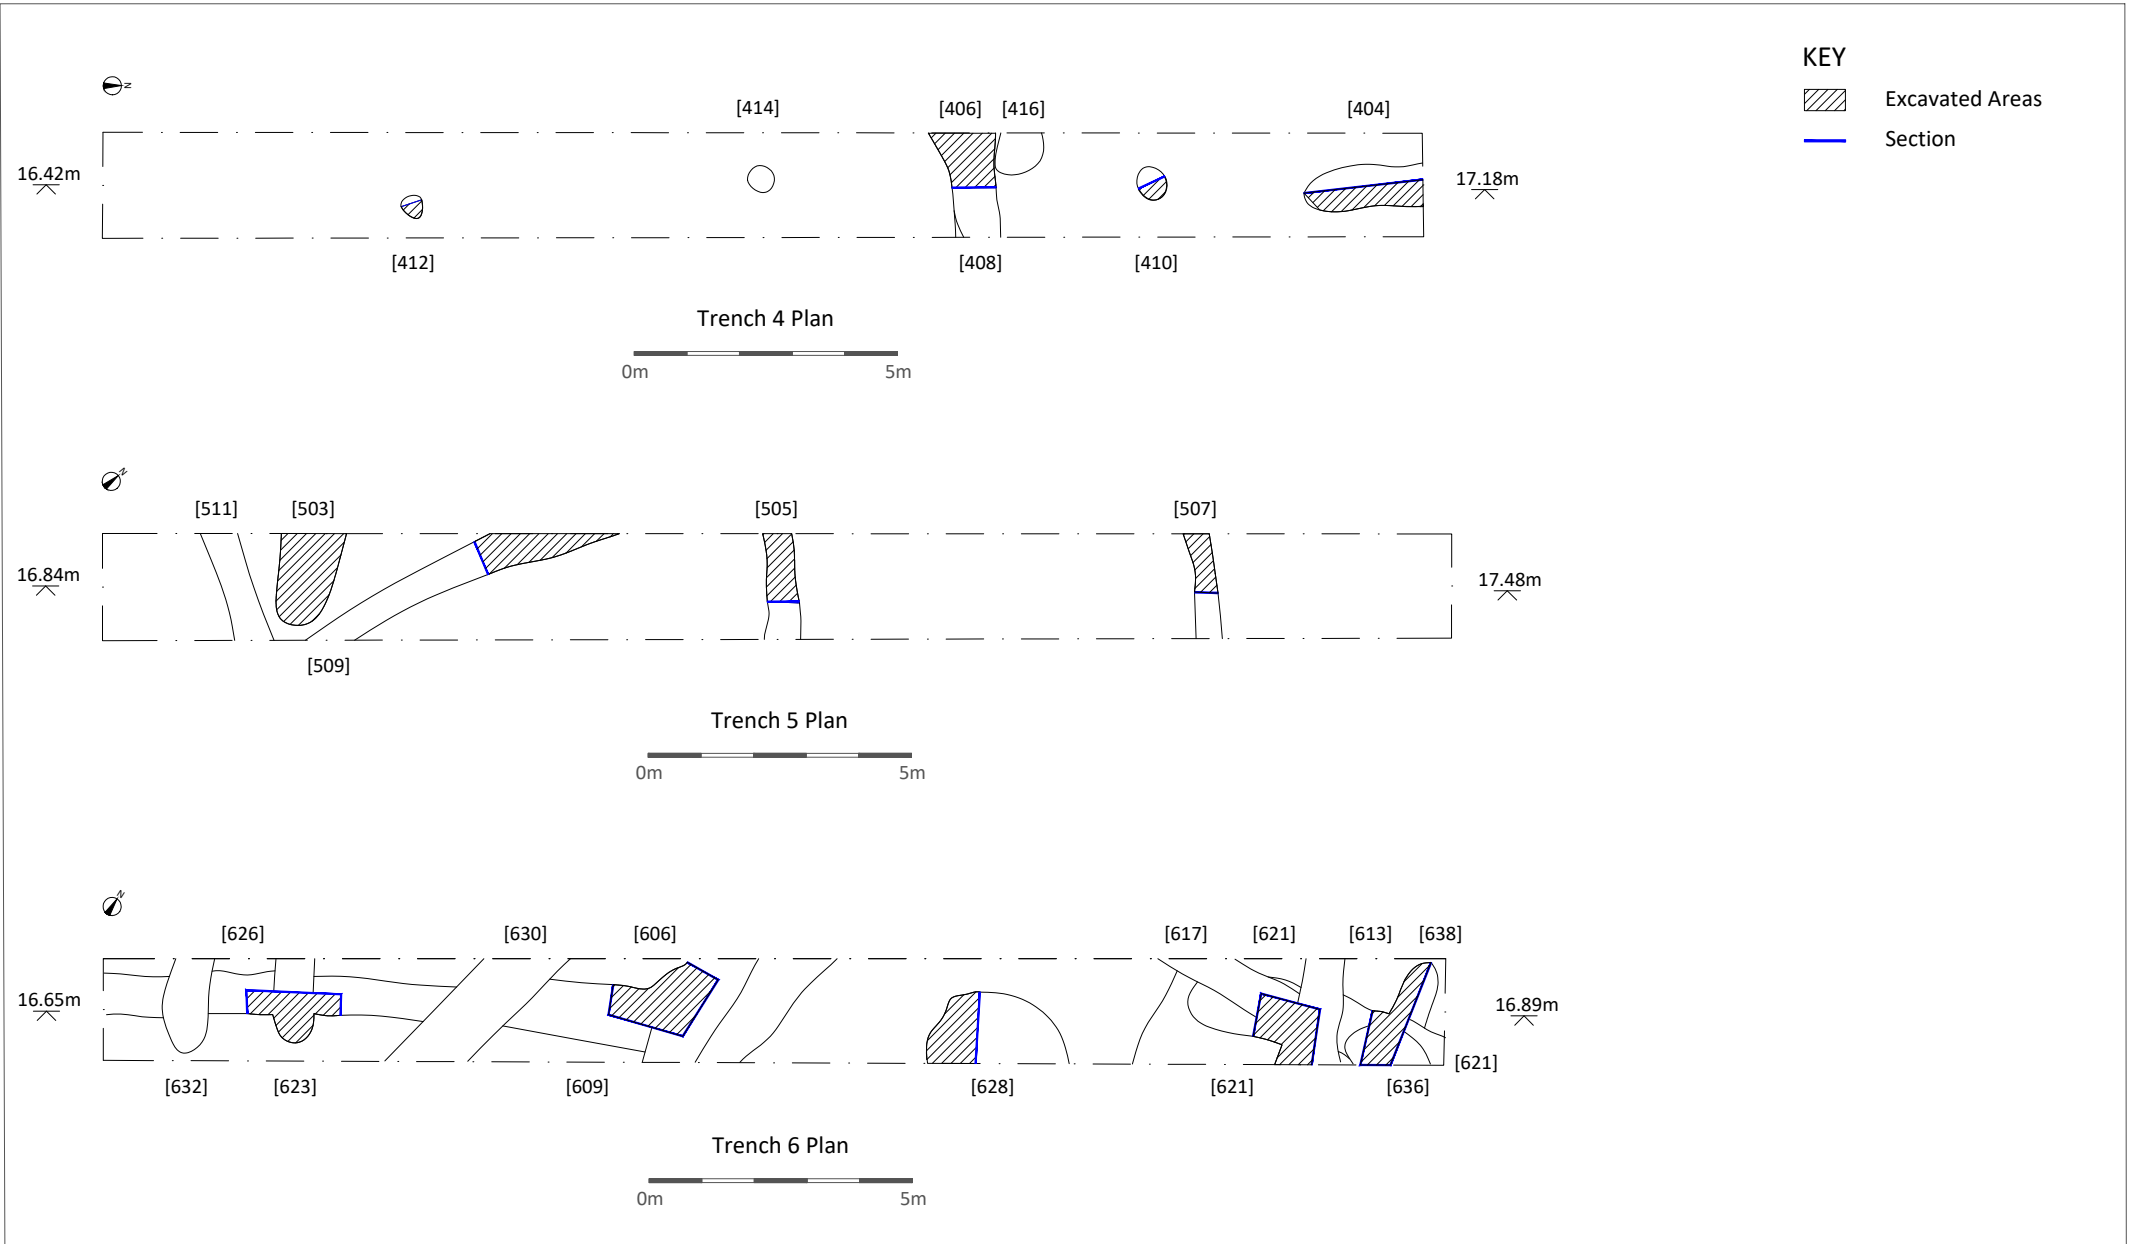 KEY
Excavated Areas
Section
N
[414] [406] [416] [404]
16.42m 17.18m
[412] [408] [410]
Trench 4 Plan
0m 5m
N
[511] [503] [505] [507]
16.84m 17.48m
[509]
Trench 5 Plan
0m 5m
N
[626] [630] [606] [617] [621] [613] [638]
16.65m 16.89m
[621]
[632] [623] [609] [628] [621] [636]
Trench 6 Plan
0m 5m